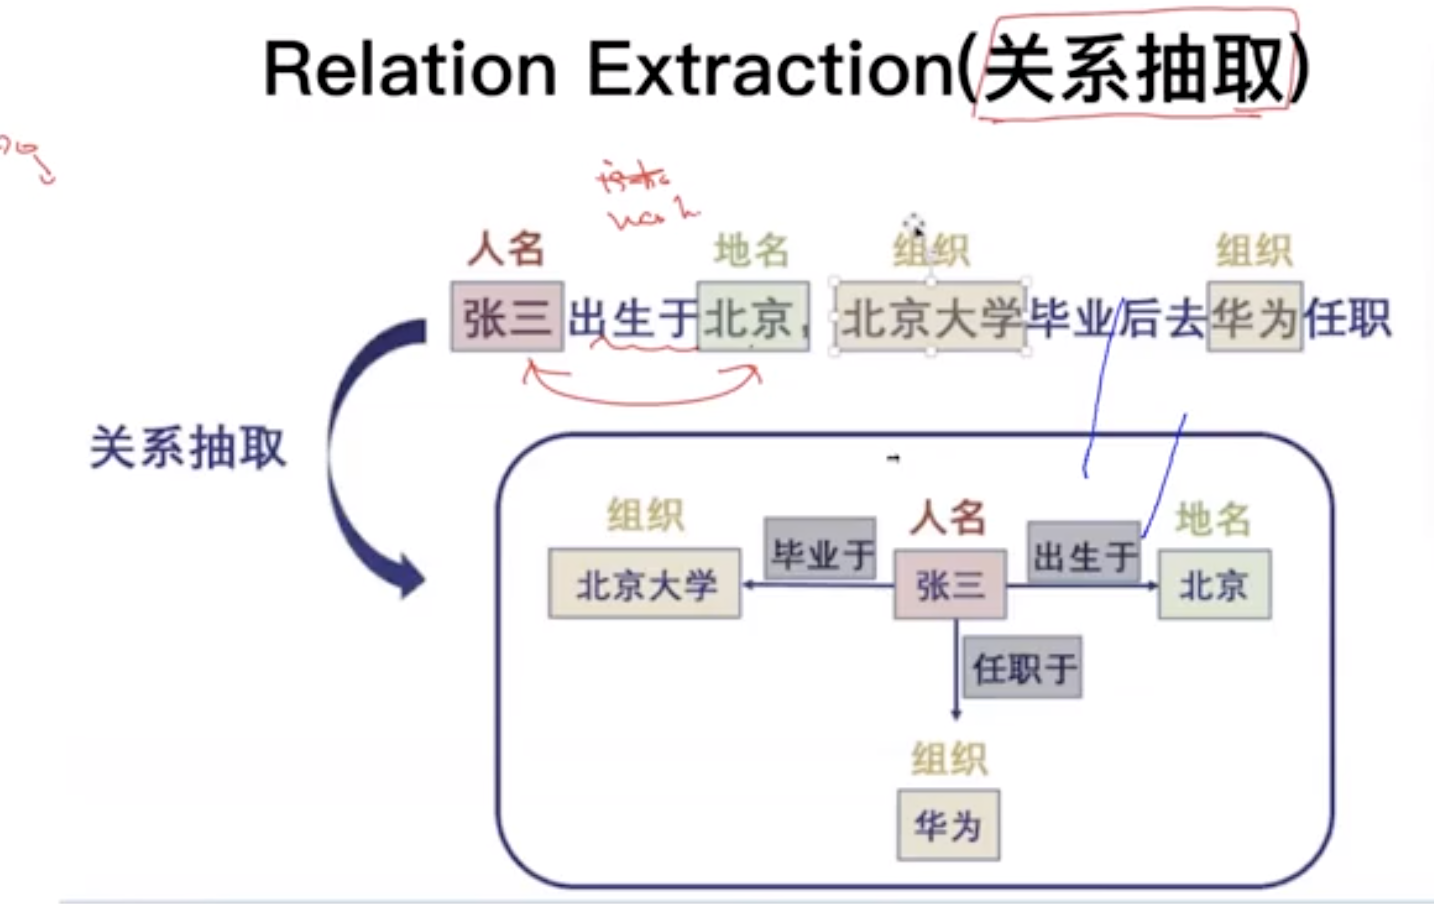 Relation Extraction(关系抽取)
人名 地名 组织 组织
张三出生于北京，北京大学毕业后去华为任职
关系抽取
组织 毕业于 人名 出生于 地名
北京大学 张三 北京
任职于
组织
华为